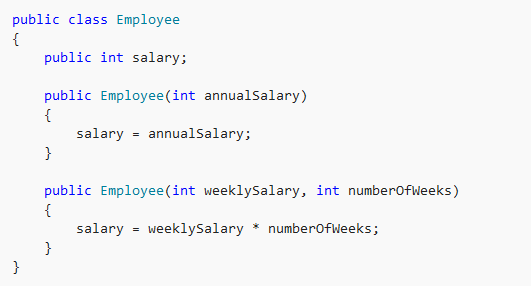 public class Employee
{
    public int salary;

    public Employee(int annualSalary)
    {
        salary = annualSalary;
    }

    public Employee(int weeklySalary, int numberOfWeeks)
    {
        salary = weeklySalary * numberOfWeeks;
    }
}